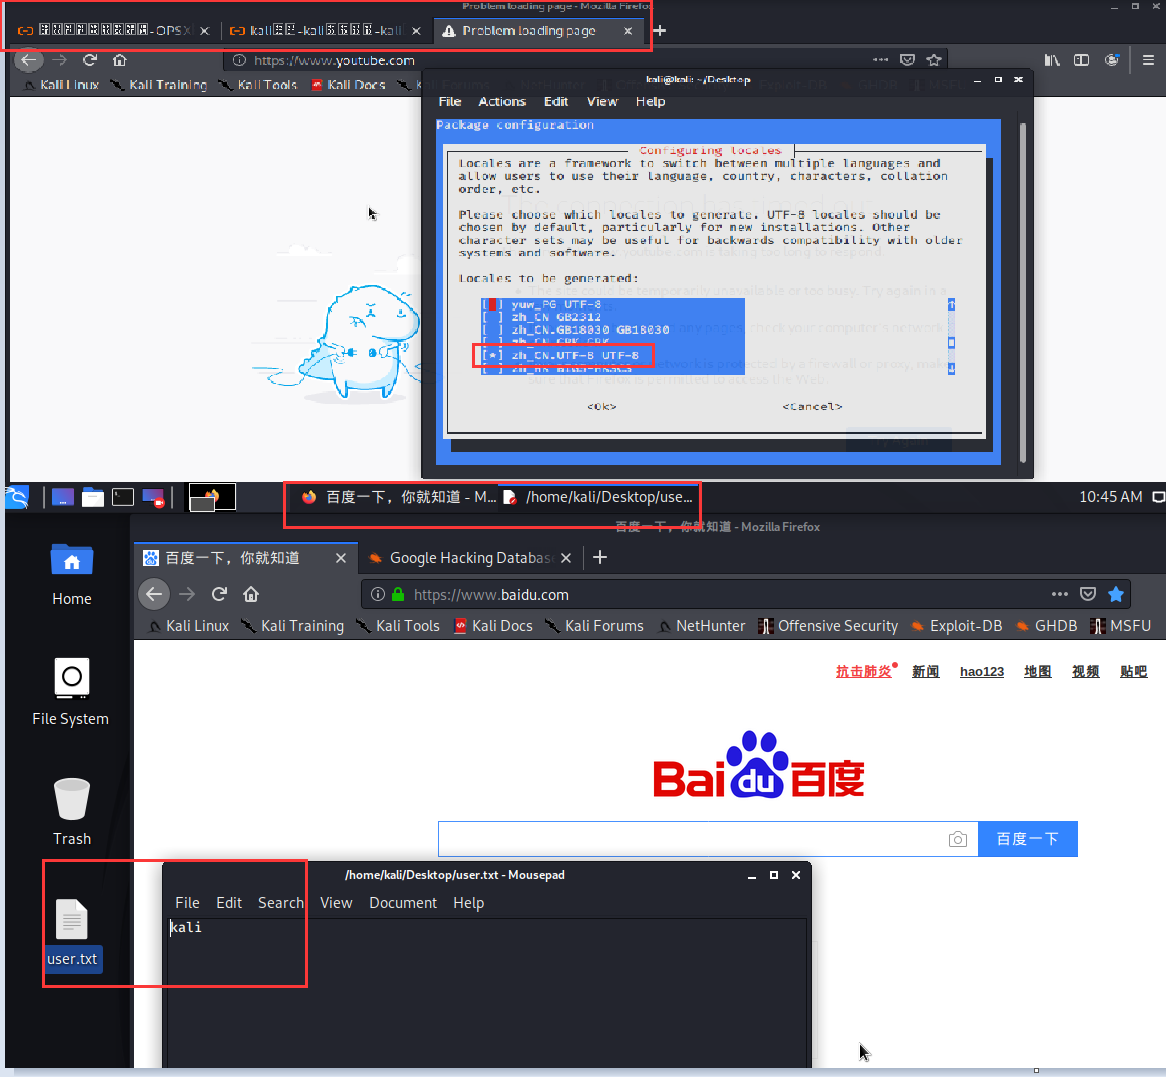 Problem loading page - Mozilla Firefox
- OPSX
kali
-kali
-kali
Problem loading page
https://www.youtube.com
Kali Linux
Kali Training
Kali Tools
Kali Docs
Kali Forums
NetHunter
Exploit-DB
GHDB
MSFU
kali@kali: ~/Desktop
File Actions Edit View Help
Package configuration
Configuring locales
Locales are a framework to switch between multiple languages and
allow users to use their language, country, characters, collation
order, etc.
Please choose which locales to generate. UTF-8 locales should be
chosen by default, particularly for new installations. Other
character sets may be useful for backwards compatibility with older
systems and software.
Locales to be generated:
[ ] yuw_PG UTF-8
[ ] zh_CN GB2312
[ ] zh_CN.GB18030 GB18030
[ ] zh_CN.GBK GBK
[*] zh_CN.UTF-8 UTF-8
[ ] zh_HK BIG5-HKSCS
<Ok>
<Cancel>
百度一下，你就知道 - M...
/home/kali/Desktop/use...
10:45 AM
百度一下，你就知道 - Mozilla Firefox
百度一下，你就知道
Google Hacking Databas
https://www.baidu.com
Kali Linux
Kali Training
Kali Tools
Kali Docs
Kali Forums
NetHunter
Offensive Security
Exploit-DB
GHDB
MSFU
Home
File System
Trash
user.txt
抗击肺炎 新闻 hao123 地图 视频 贴吧
Baidu百度
百度一下
/home/kali/Desktop/user.txt - Mousepad
File Edit Search View Document Help
kali